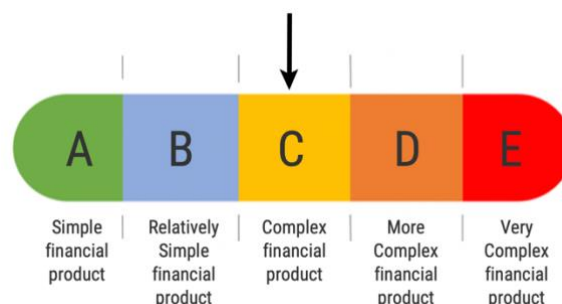 A B C D E
Simple financial product
Relatively Simple financial product
Complex financial product
More Complex financial product
Very Complex financial product